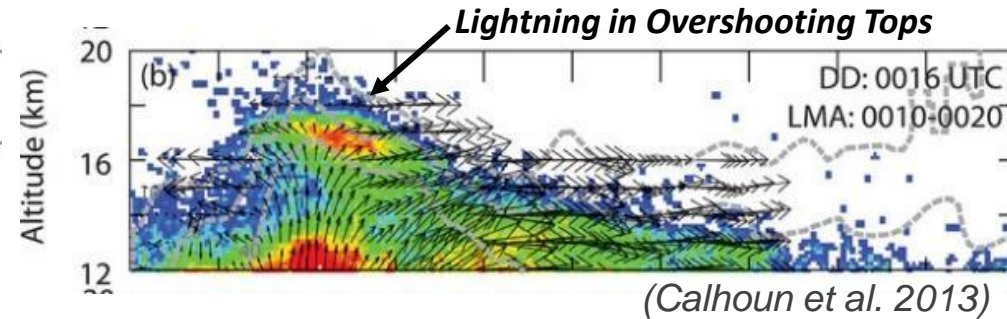 Lightning in Overshooting Tops
20
(b)
DD: 0016 UTC
LMA: 0010-0020
Altitude (km)
16
12
(Calhoun et al. 2013)